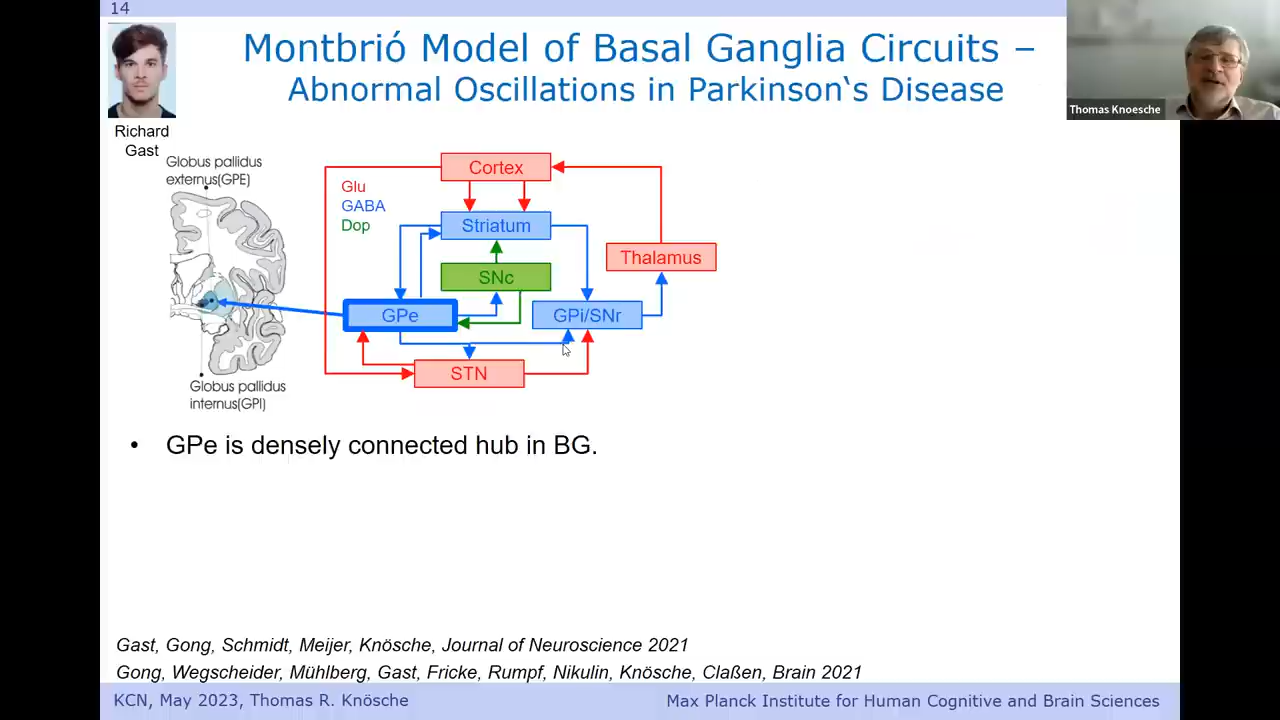 14
Montbrió Model of Basal Ganglia Circuits –
Abnormal Oscillations in Parkinson‘s Disease
Thomas Knoesche
Richard
Gast
Globus pallidus
externus(GPE)
Glu
GABA
Dop
Cortex
Striatum
SNc
Thalamus
GPe
GPi/SNr
STN
Globus pallidus
internus(GPI)
• GPe is densely connected hub in BG.
Gast, Gong, Schmidt, Meijer, Knösche, Journal of Neuroscience 2021
Gong, Wegscheider, Mühlberg, Gast, Fricke, Rumpf, Nikulin, Knösche, Claßen, Brain 2021
KCN, May 2023, Thomas R. Knösche
Max Planck Institute for Human Cognitive and Brain Sciences